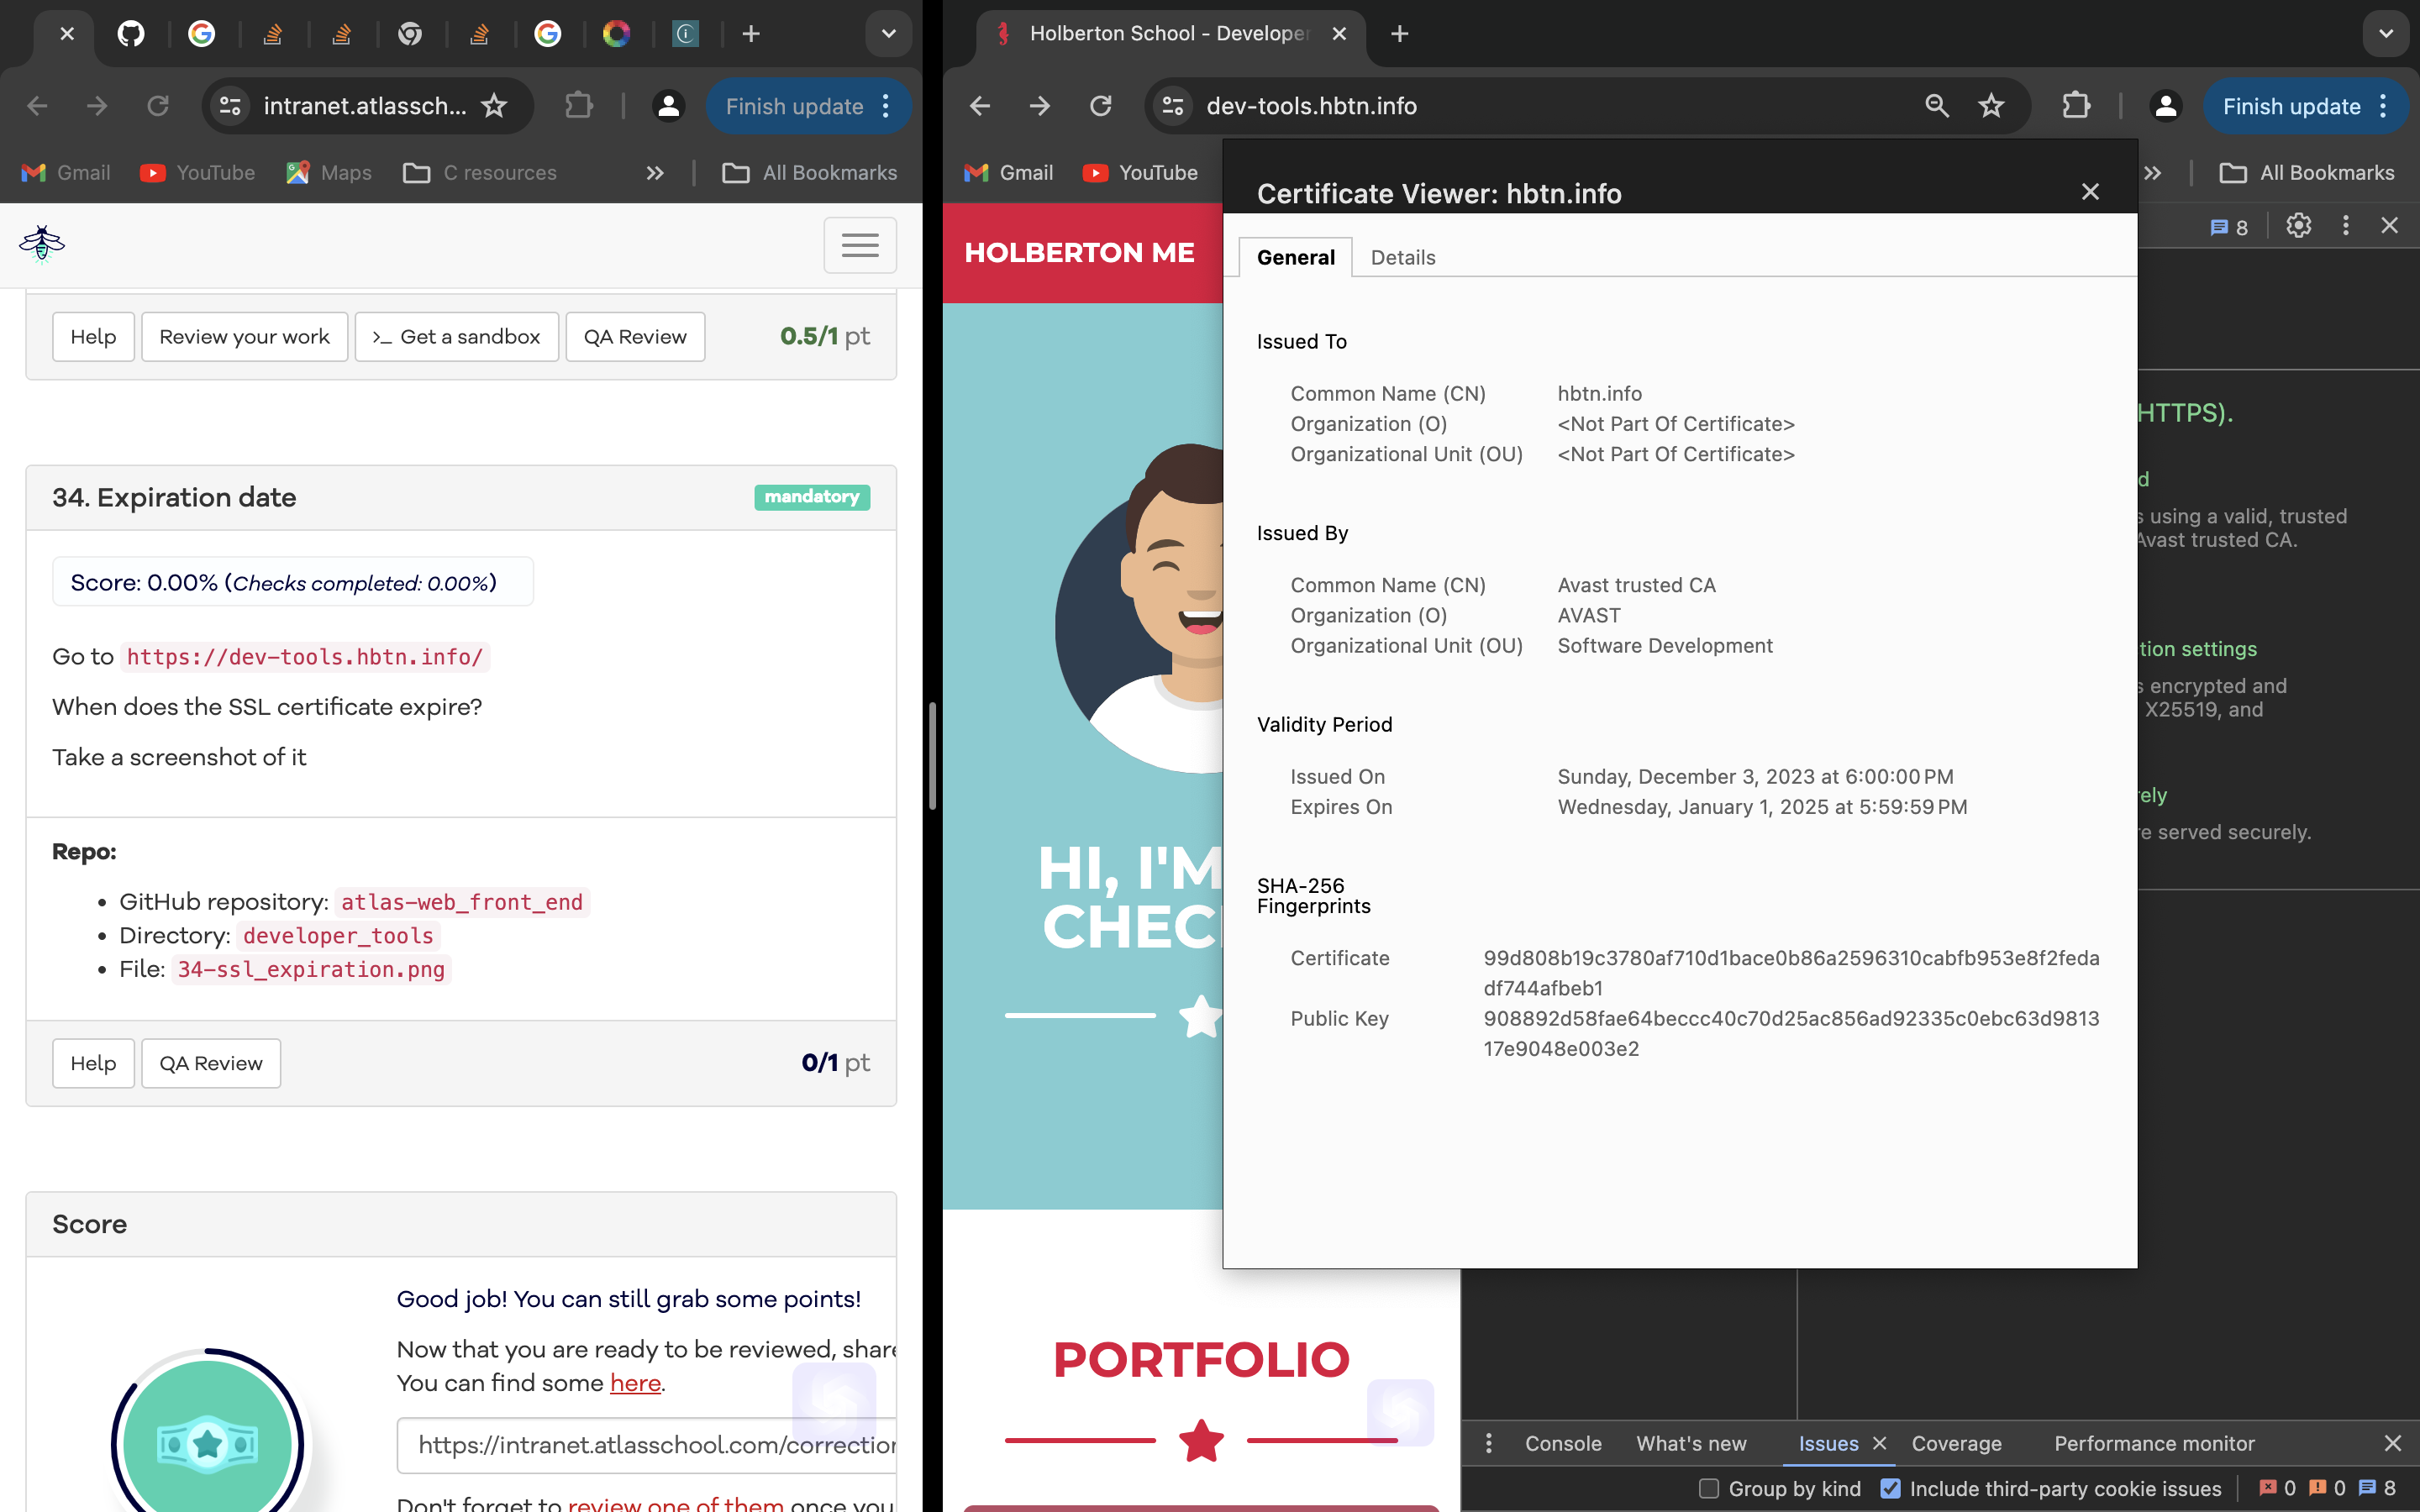 intranet.atlassch...
Finish update
Gmail
YouTube
Maps
C resources
All Bookmarks
Help
Review your work
>_ Get a sandbox
QA Review
0.5/1 pt
34. Expiration date
mandatory
Score: 0.00% (Checks completed: 0.00%)
Go to https://dev-tools.hbtn.info/
When does the SSL certificate expire?
Take a screenshot of it
Repo:
• GitHub repository: atlas-web_front_end
• Directory: developer_tools
• File: 34-ssl_expiration.png
Help
QA Review
0/1 pt
Score
Good job! You can still grab some points!
Now that you are ready to be reviewed, share
You can find some here.
https://intranet.atlasschool.com/correction
Don't forget to review one of them once you
Holberton School - Developer
dev-tools.hbtn.info
Finish update
Gmail
YouTube
All Bookmarks
8
HOLBERTON ME
HI, I'M
CHEC
PORTFOLIO
Certificate Viewer: hbtn.info
General
Details
Issued To
Common Name (CN) hbtn.info
Organization (O) <Not Part Of Certificate>
Organizational Unit (OU) <Not Part Of Certificate>
Issued By
Common Name (CN) Avast trusted CA
Organization (O) AVAST
Organizational Unit (OU) Software Development
Validity Period
Issued On Sunday, December 3, 2023 at 6:00:00 PM
Expires On Wednesday, January 1, 2025 at 5:59:59 PM
SHA-256
Fingerprints
Certificate 99d808b19c3780af710d1bace0b86a2596310cabfb953e8f2feda
df744afbeb1
Public Key 908892d58fae64beccc40c70d25ac856ad92335c0ebc63d9813
17e9048e003e2
HTTPS).
d
s using a valid, trusted
Avast trusted CA.
tion settings
s encrypted and
X25519, and
rely
re served securely.
Console
What's new
Issues
Coverage
Performance monitor
Group by kind
Include third-party cookie issues
0
0
8